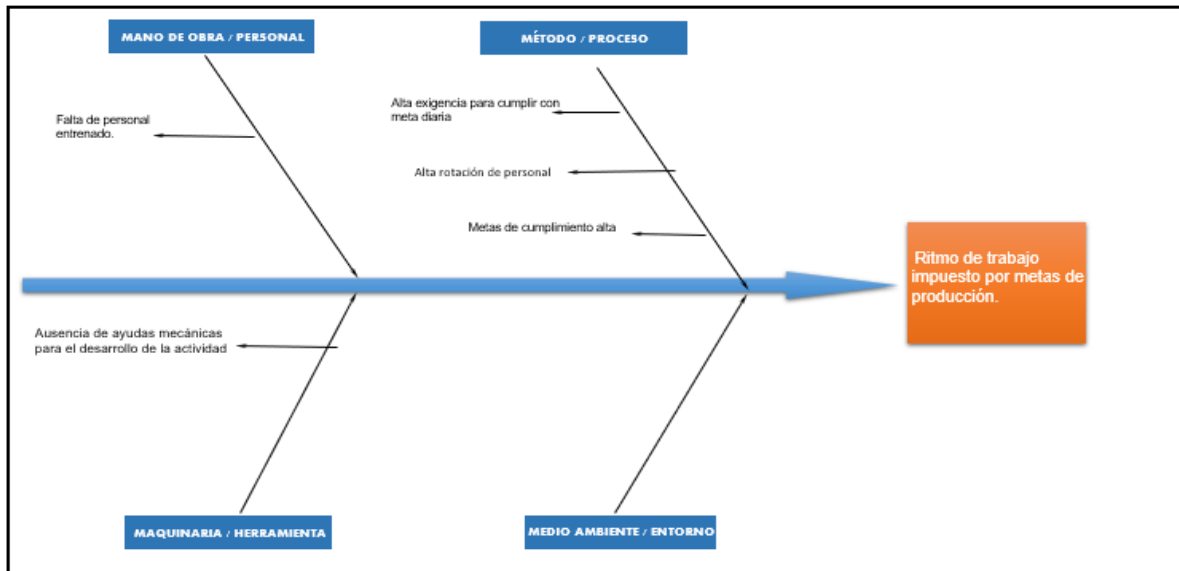 MANO DE OBRA / PERSONAL
MÉTODO / PROCESO
Falta de personal
entrenado.
Alta exigencia para cumplir con
meta diaria
Alta rotación de personal
Metas de cumplimiento alta
Ritmo de trabajo
impuesto por metas de
producción.
Ausencia de ayudas mecánicas
para el desarrollo de la actividad
MAQUINARIA / HERRAMIENTA
MEDIO AMBIENTE / ENTORNO